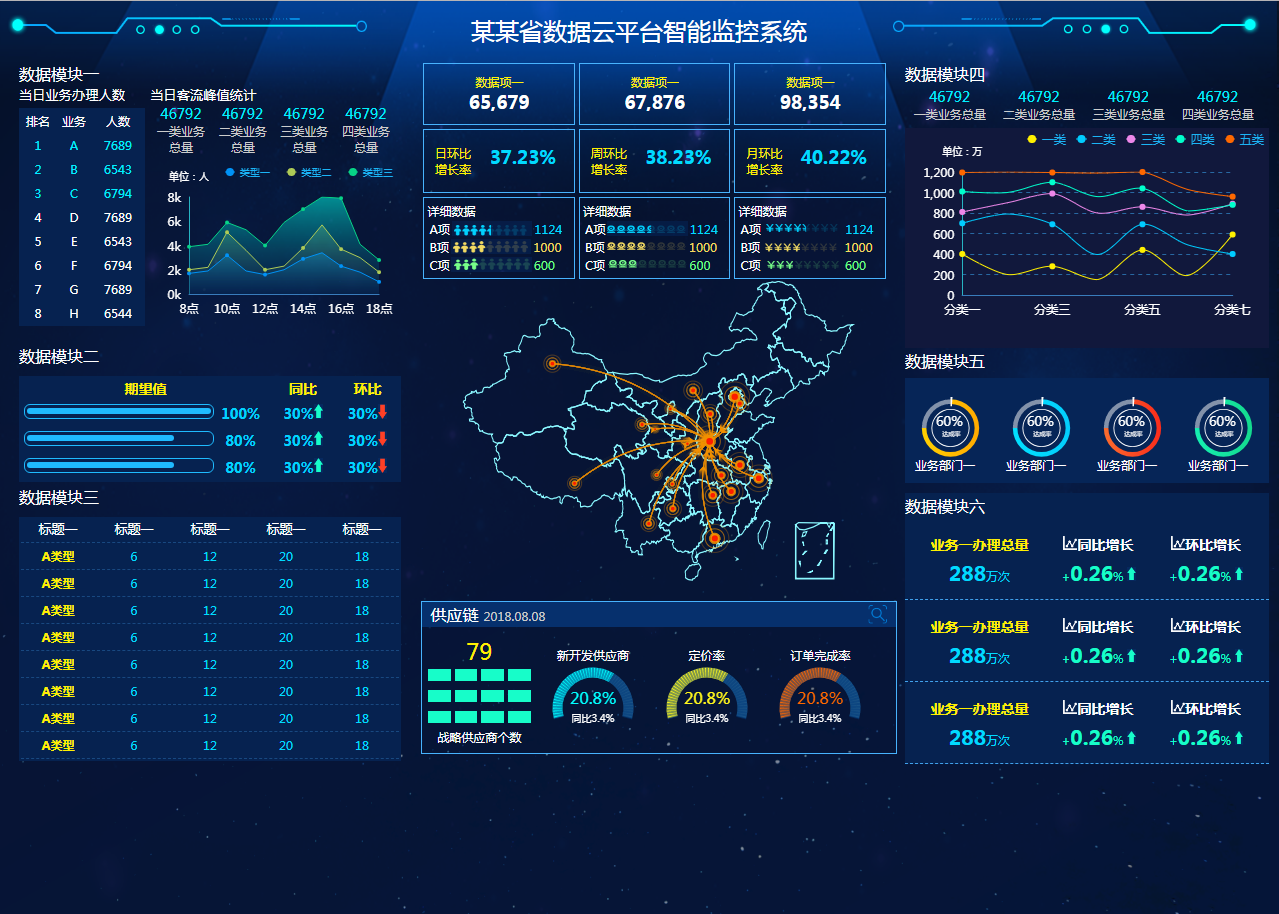 某某省数据云平台智能监控系统
数据模块一
当日业务办理人数
排名 业务 人数
1 A 7689
2 B 6543
3 C 6794
4 D 7689
5 E 6543
6 F 6794
7 G 7689
8 H 6544
当日客流峰值统计
46792 46792 46792 46792
一类业务 二类业务 三类业务 四类业务
总量 总量 总量 总量
单位：人 类型一 类型二 类型三
8k
6k
4k
2k
0k
8点 10点 12点 14点 16点 18点
数据模块二
期望值 同比 环比
100% 30% 30%
80% 30% 30%
80% 30% 30%
数据模块三
标题一 标题一 标题一 标题一 标题一
A类型 6 12 20 18
A类型 6 12 20 18
A类型 6 12 20 18
A类型 6 12 20 18
A类型 6 12 20 18
A类型 6 12 20 18
A类型 6 12 20 18
A类型 6 12 20 18
数据项一 数据项一 数据项一
65,679 67,876 98,354
日环比 37.23% 周环比 38.23% 月环比 40.22%
增长率 增长率 增长率
详细数据 详细数据 详细数据
A项 1124 A项 1124 A项 1124
B项 1000 B项 1000 B项 1000
C项 600 C项 600 C项 600
供应链 2018.08.08
79
战略供应商个数
新开发供应商 定价率 订单完成率
20.8% 20.8% 20.8%
同比3.4% 同比3.4% 同比3.4%
数据模块四
46792 46792 46792 46792
一类业务总量 二类业务总量 三类业务总量 四类业务总量
一类 二类 三类 四类 五类
单位：万
1,200
1,000
800
600
400
200
0
分类一 分类三 分类五 分类七
数据模块五
60% 60% 60% 60%
达成率 达成率 达成率 达成率
业务部门一 业务部门一 业务部门一 业务部门一
数据模块六
业务一办理总量 同比增长 环比增长
288万次 +0.26% +0.26%
业务一办理总量 同比增长 环比增长
288万次 +0.26% +0.26%
业务一办理总量 同比增长 环比增长
288万次 +0.26% +0.26%